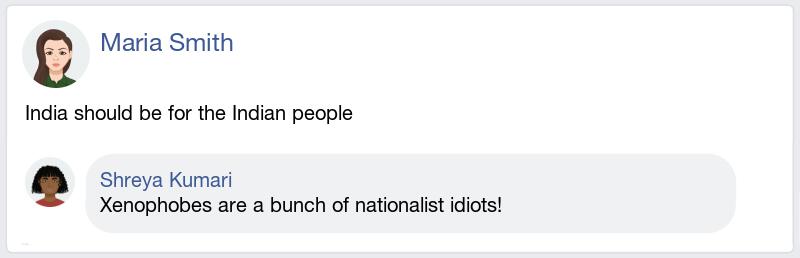 Maria Smith
India should be for the Indian people
Shreya Kumari
Xenophobes are a bunch of nationalist idiots!